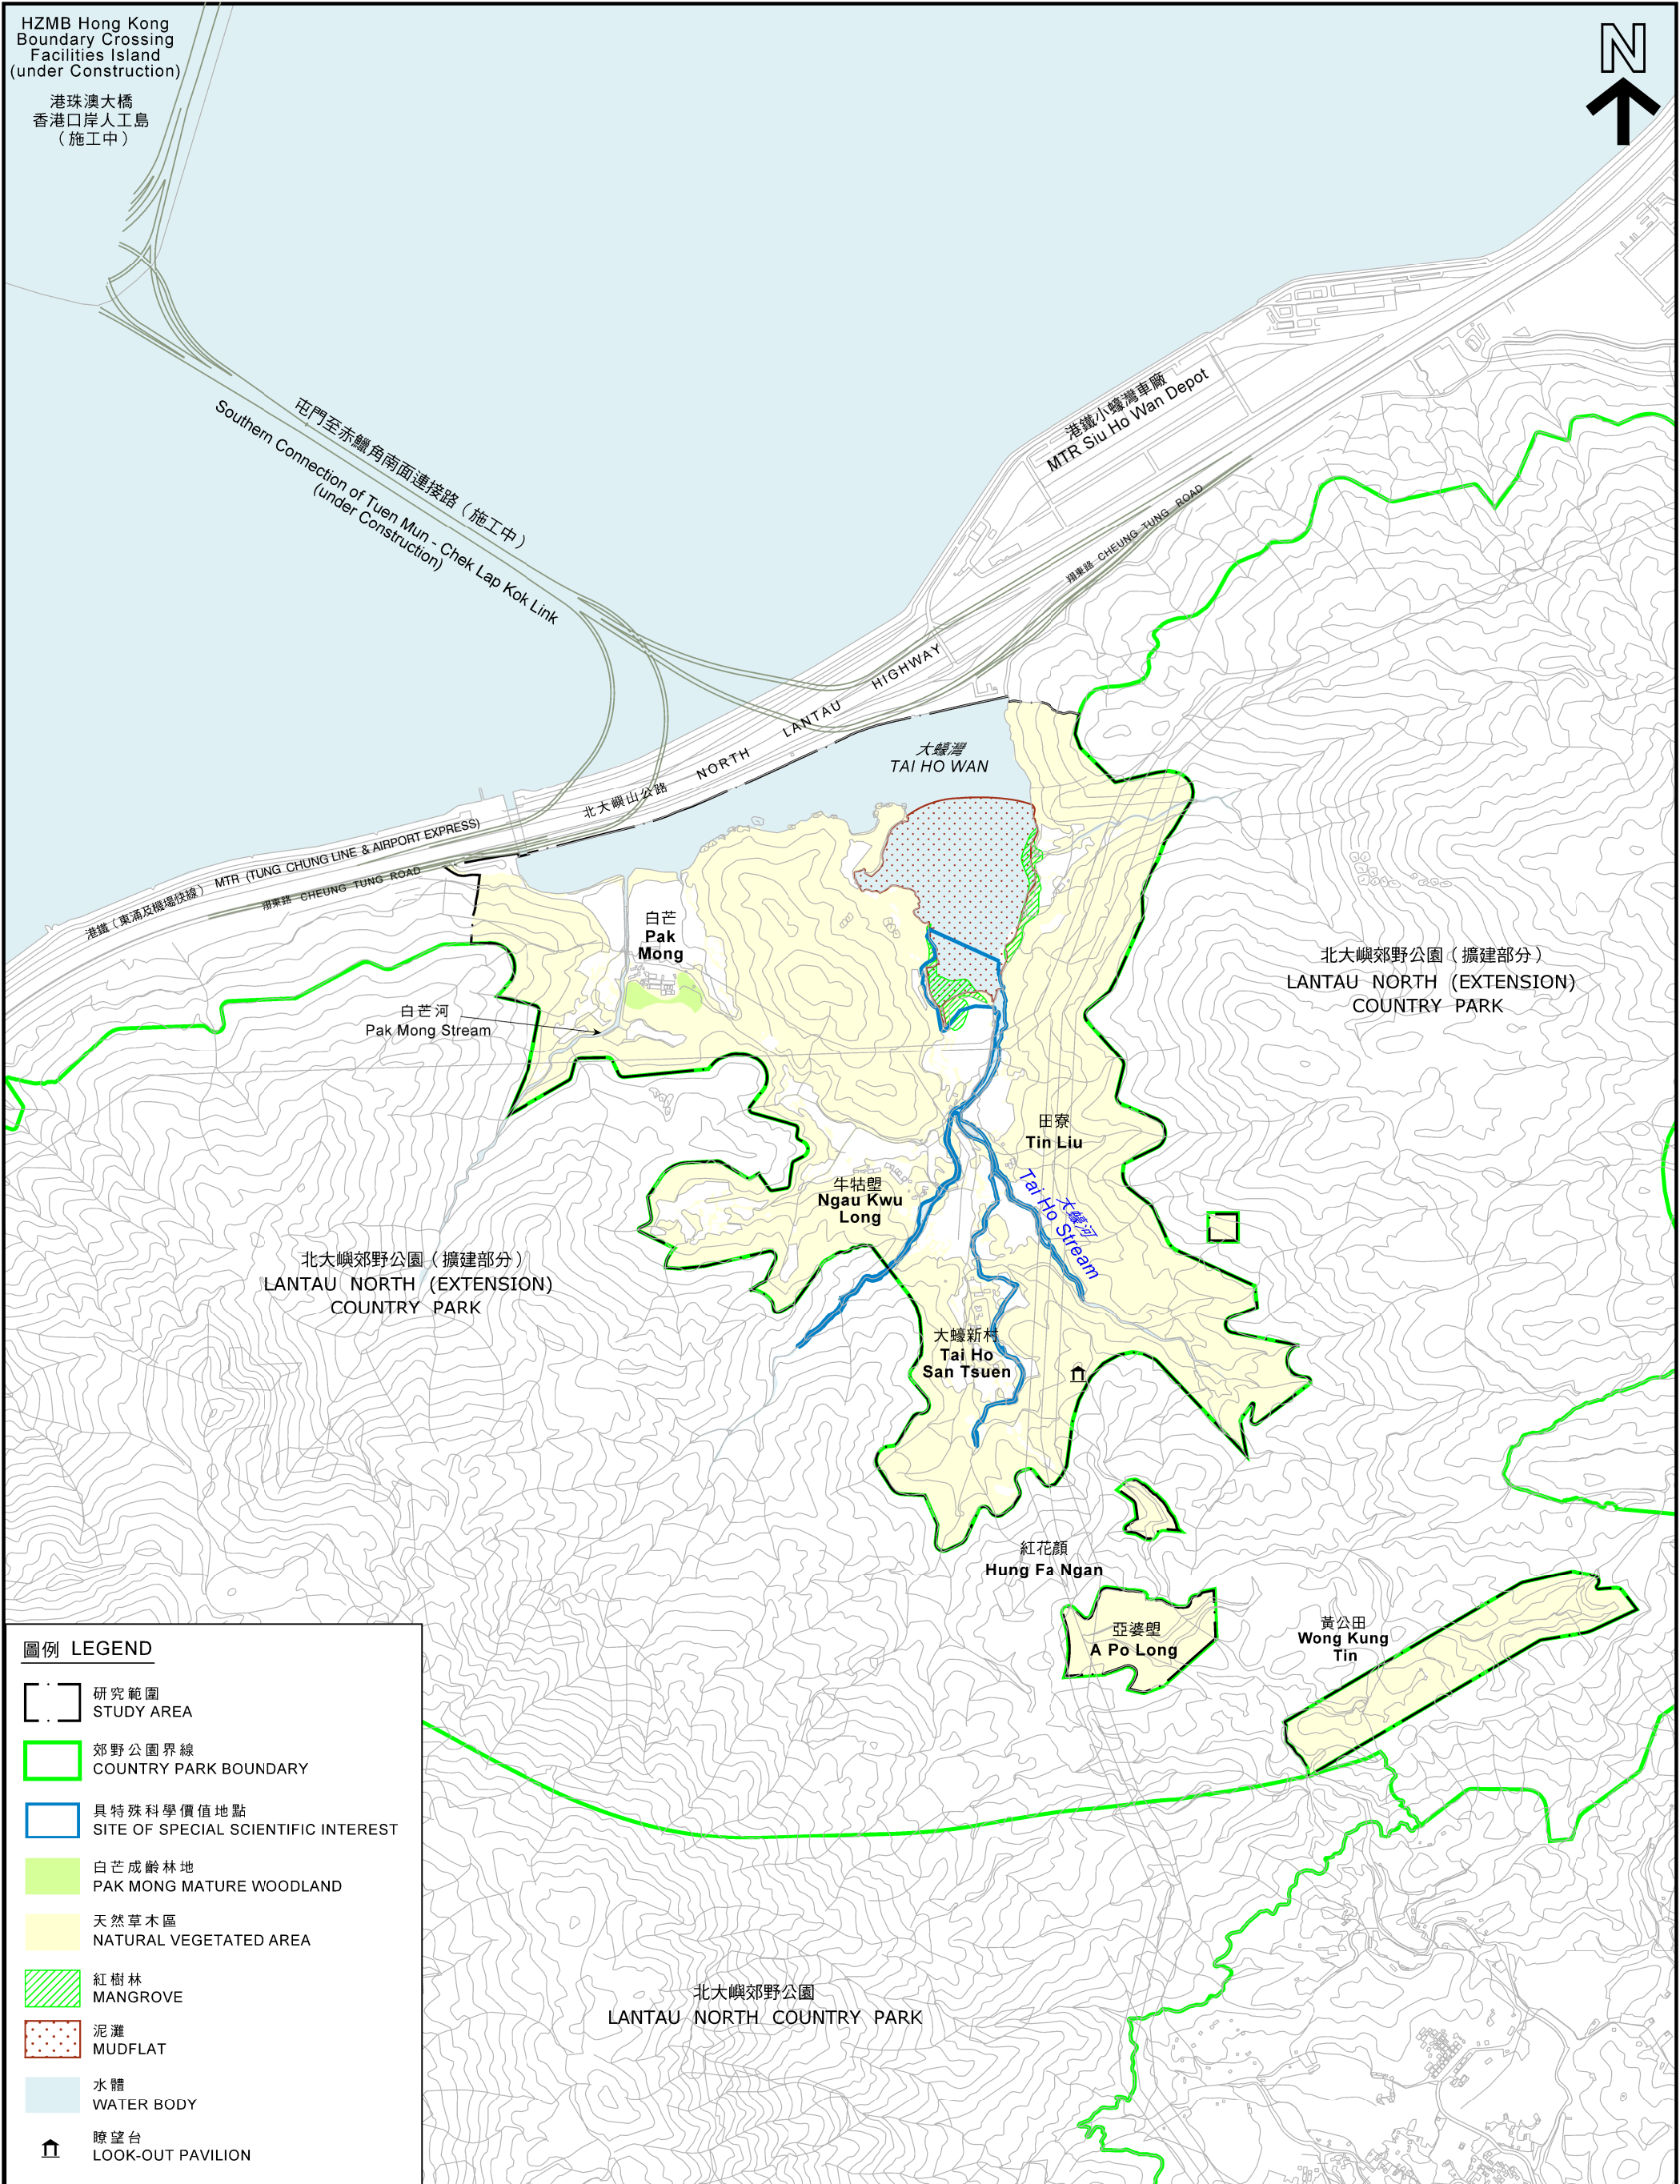 HZMB Hong Kong
Boundary Crossing
Facilities Island
(under Construction)
港珠澳大橋
香港口岸人工島
（施工中）
N
屯門至赤鱲角南面連接路（施工中）
Southern Connection of Tuen Mun - Chek Lap Kok Link
(under Construction)
港鐵小蠔灣車廠
MTR Siu Ho Wan Depot
翔東路 CHEUNG TUNG ROAD
北大嶼山公路 NORTH LANTAU HIGHWAY
大蠔灣
TAI HO WAN
港鐵（東涌及機場快線） MTR (TUNG CHUNG LINE & AIRPORT EXPRESS)
翔東路 CHEUNG TUNG ROAD
白芒
Pak
Mong
白芒河
Pak Mong Stream
北大嶼郊野公園（擴建部分）
LANTAU NORTH (EXTENSION)
COUNTRY PARK
田寮
Tin Liu
牛牯塱
Ngau Kwu
Long
大蠔河
Tai Ho Stream
北大嶼郊野公園（擴建部分）
LANTAU NORTH (EXTENSION)
COUNTRY PARK
大蠔新村
Tai Ho
San Tsuen
紅花顏
Hung Fa Ngan
亞婆塱
A Po Long
黃公田
Wong Kung
Tin
北大嶼郊野公園
LANTAU NORTH COUNTRY PARK
圖例 LEGEND
研究範圍
STUDY AREA
郊野公園界線
COUNTRY PARK BOUNDARY
具特殊科學價值地點
SITE OF SPECIAL SCIENTIFIC INTEREST
白芒成齡林地
PAK MONG MATURE WOODLAND
天然草木區
NATURAL VEGETATED AREA
紅樹林
MANGROVE
泥灘
MUDFLAT
水體
WATER BODY
瞭望台
LOOK-OUT PAVILION